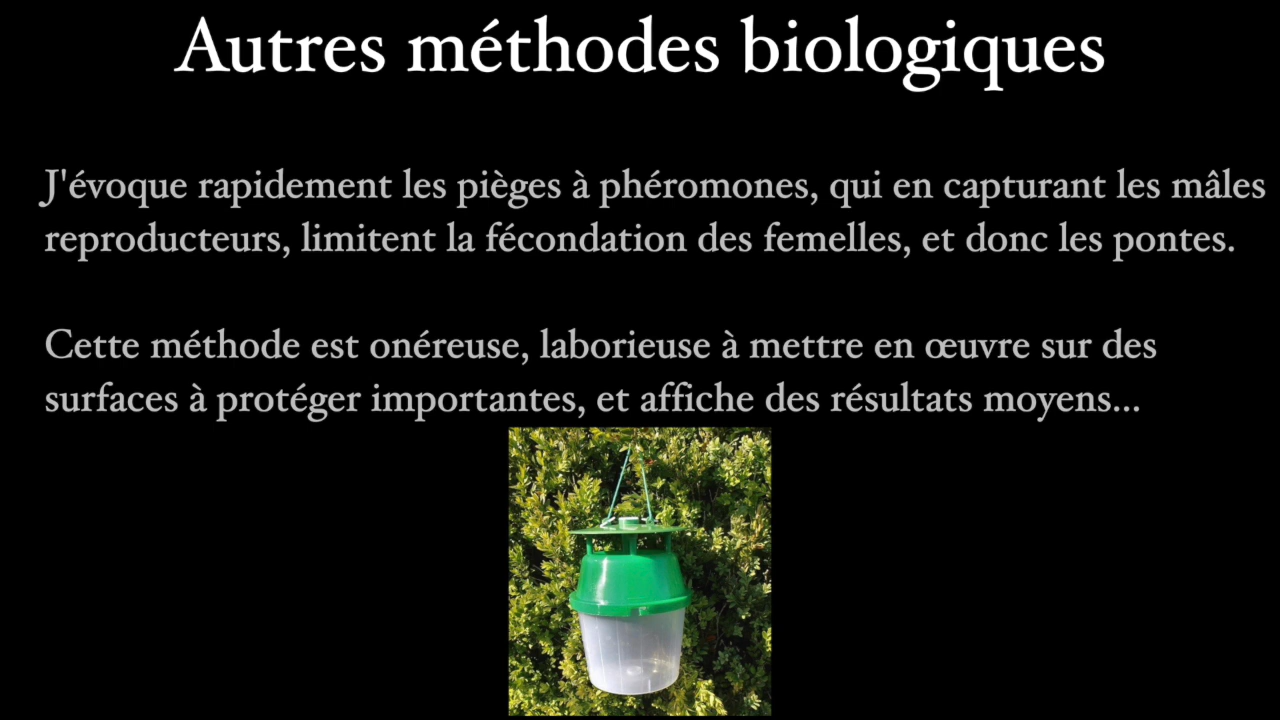 Autres méthodes biologiques
J'évoque rapidement les pièges à phéromones, qui en capturant les mâles
reproducteurs, limitent la fécondation des femelles, et donc les pontes.
Cette méthode est onéreuse, laborieuse à mettre en œuvre sur des
surfaces à protéger importantes, et affiche des résultats moyens...